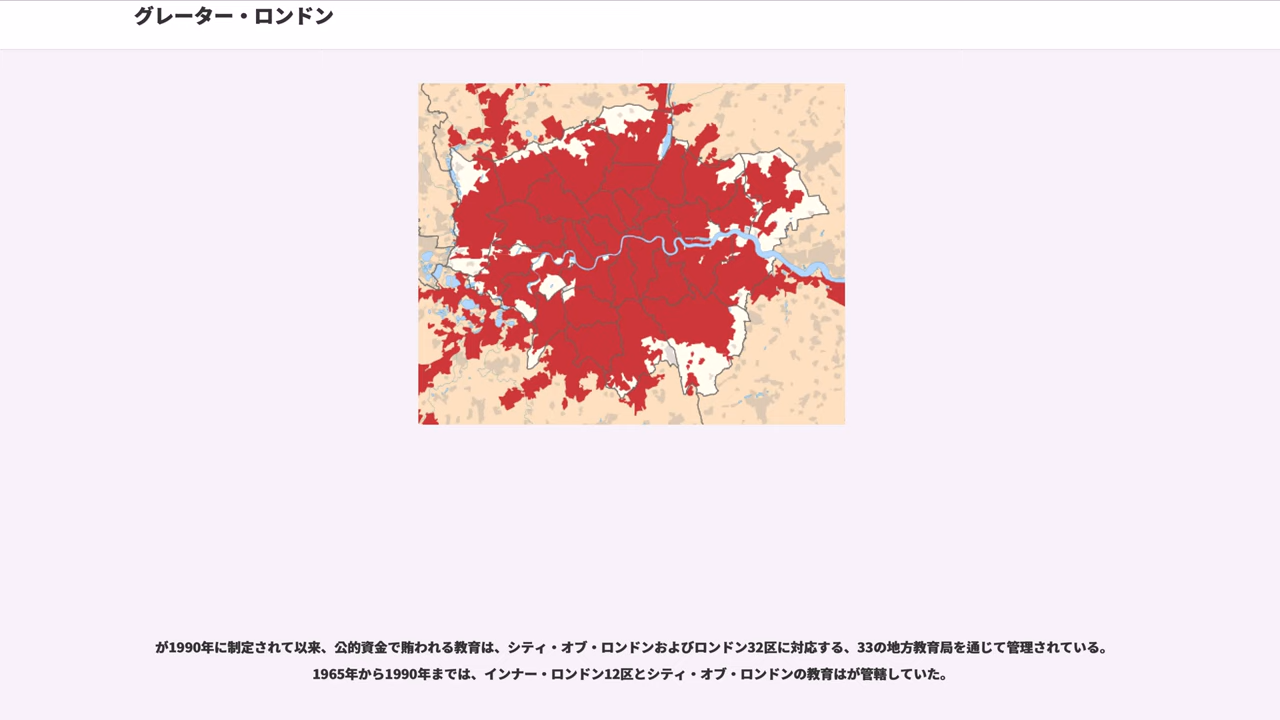 グレーター・ロンドン
が1990年に制定されて以来、公的資金で賄われる教育は、シティ・オブ・ロンドンおよびロンドン32区に対応する、33の地方教育局を通じて管理されている。
1965年から1990年までは、インナー・ロンドン12区とシティ・オブ・ロンドンの教育はが管轄していた。